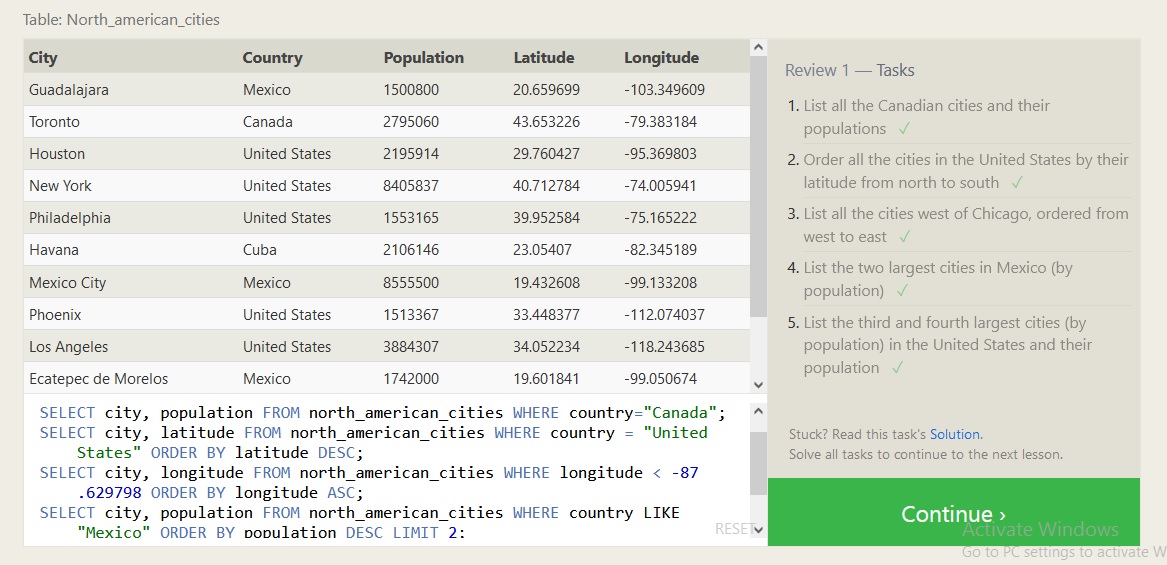 Table: North_american_cities
City Country Population Latitude Longitude
Guadalajara Mexico 1500800 20.659699 -103.349609
Toronto Canada 2795060 43.653226 -79.383184
Houston United States 2195914 29.760427 -95.369803
New York United States 8405837 40.712784 -74.005941
Philadelphia United States 1553165 39.952584 -75.165222
Havana Cuba 2106146 23.05407 -82.345189
Mexico City Mexico 8555500 19.432608 -99.133208
Phoenix United States 1513367 33.448377 -112.074037
Los Angeles United States 3884307 34.052234 -118.243685
Ecatepec de Morelos Mexico 1742000 19.601841 -99.050674
SELECT city, population FROM north_american_cities WHERE country="Canada";
SELECT city, latitude FROM north_american_cities WHERE country = "United
States" ORDER BY latitude DESC;
SELECT city, longitude FROM north_american_cities WHERE longitude < -87
.629798 ORDER BY longitude ASC;
SELECT city, population FROM north_american_cities WHERE country LIKE
"Mexico" ORDER BY population DESC LIMIT 2;
RESET
Review 1 — Tasks
1. List all the Canadian cities and their
populations ✓
2. Order all the cities in the United States by their
latitude from north to south ✓
3. List all the cities west of Chicago, ordered from
west to east ✓
4. List the two largest cities in Mexico (by
population) ✓
5. List the third and fourth largest cities (by
population) in the United States and their
population ✓
Stuck? Read this task's Solution.
Solve all tasks to continue to the next lesson.
Continue ›
Activate Windows
Go to PC settings to activate W